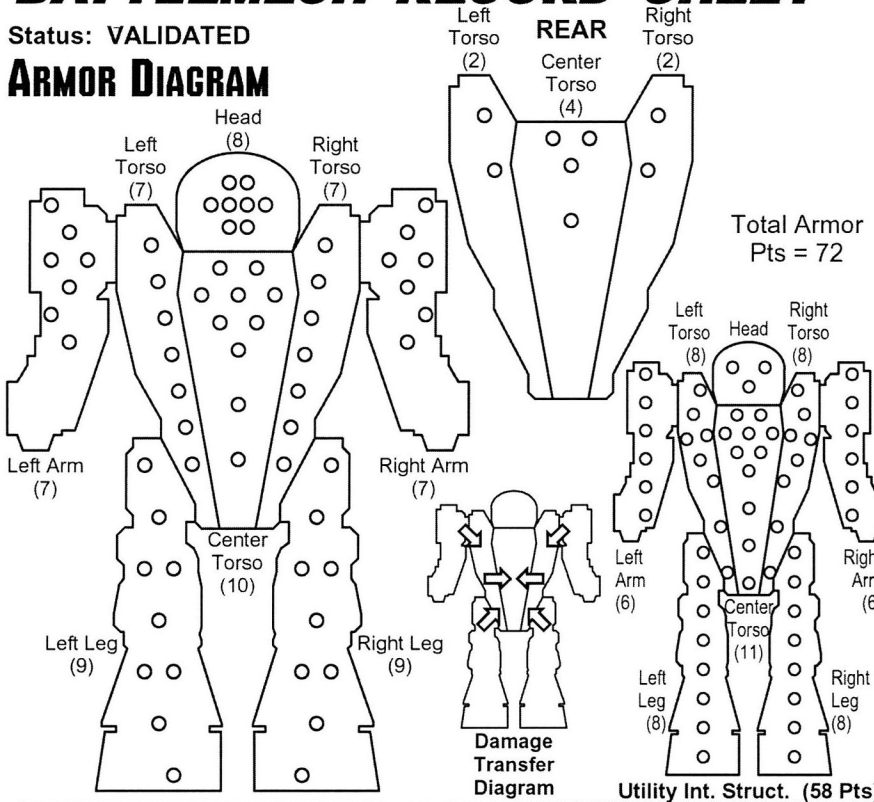 BATTLEMECH RECORD SHEET
Status: VALIDATED
ARMOR DIAGRAM
Head
(8)
Left
Torso
(7)
Right
Torso
(7)
Left Arm
(7)
Right Arm
(7)
Center
Torso
(10)
Left Leg
(9)
Right Leg
(9)
REAR
Left
Torso
(2)
Center
Torso
(4)
Right
Torso
(2)
Total Armor
Pts = 72
Damage
Transfer
Diagram
Left
Torso
(8)
Head
Right
Torso
(8)
Left
Arm
(6)
Center
Torso
(11)
Left
Leg
(8)
Right
Leg
(8)
Utility Int. Struct. (58 Pts